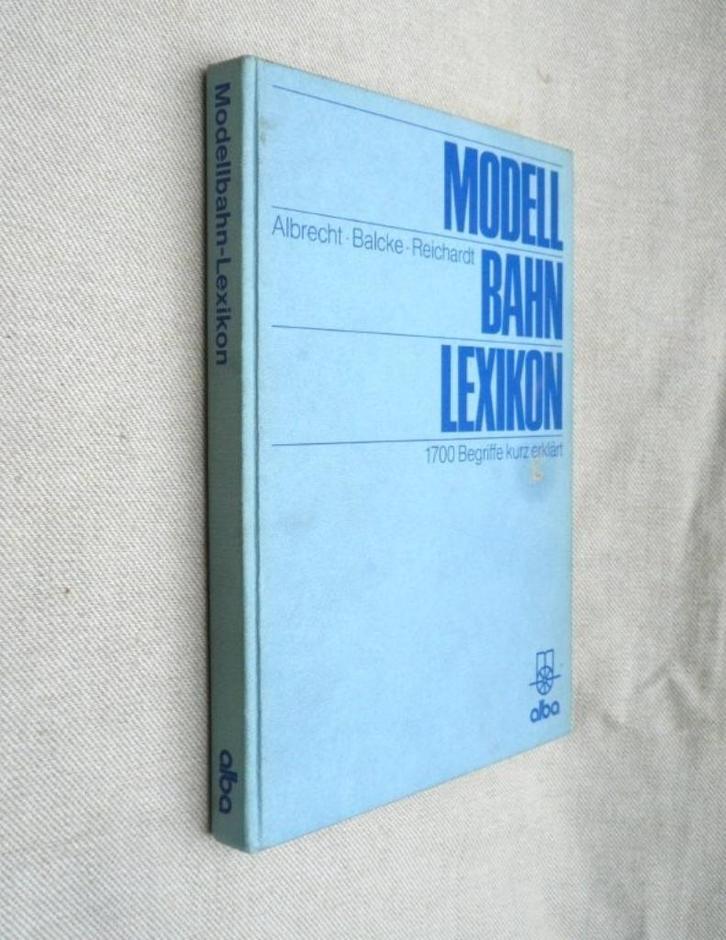 Modellbahn-Lexikon
alba
MODELL
Albrecht · Balcke · Reichardt
BAHN
LEXIKON
1700 Begriffe kurz erklärt
alba